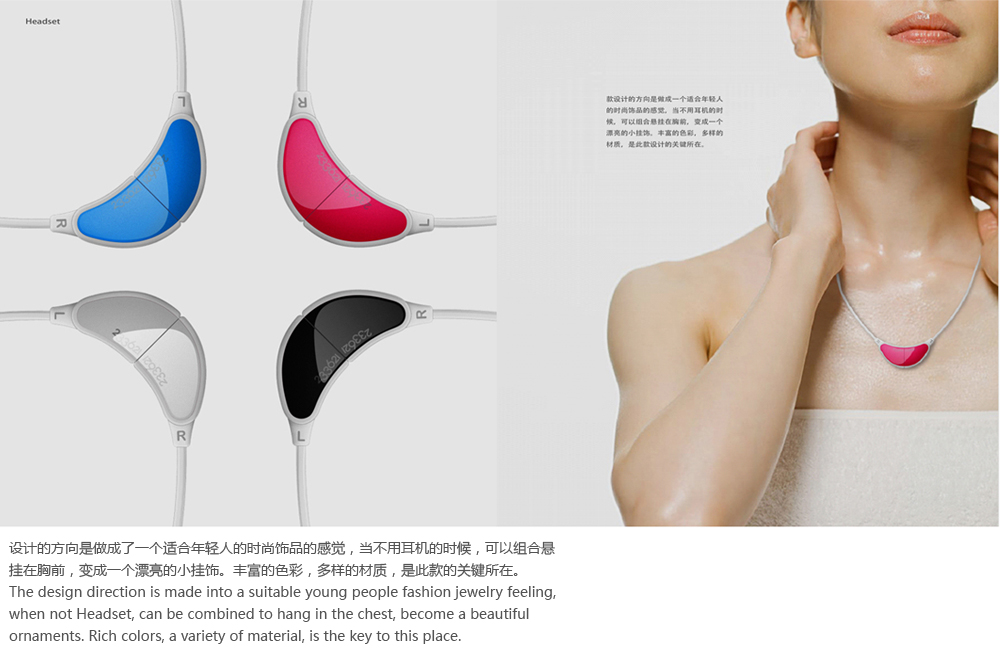 Headset
L
R
R
L
款设计的方向是做成一个适合年轻人
的时尚饰品的感觉，当不用耳机的时
候，可以组合悬挂在胸前，变成一个
漂亮的小挂饰。丰富的色彩，多样的
材质，是此款设计的关键所在。
L
R
R
L
设计的方向是做成了一个适合年轻人的时尚饰品的感觉，当不用耳机的时候，可以组合悬
挂在胸前，变成一个漂亮的小挂饰。丰富的色彩，多样的材质，是此款的关键所在。
The design direction is made into a suitable young people fashion jewelry feeling,
when not Headset, can be combined to hang in the chest, become a beautiful
ornaments. Rich colors, a variety of material, is the key to this place.